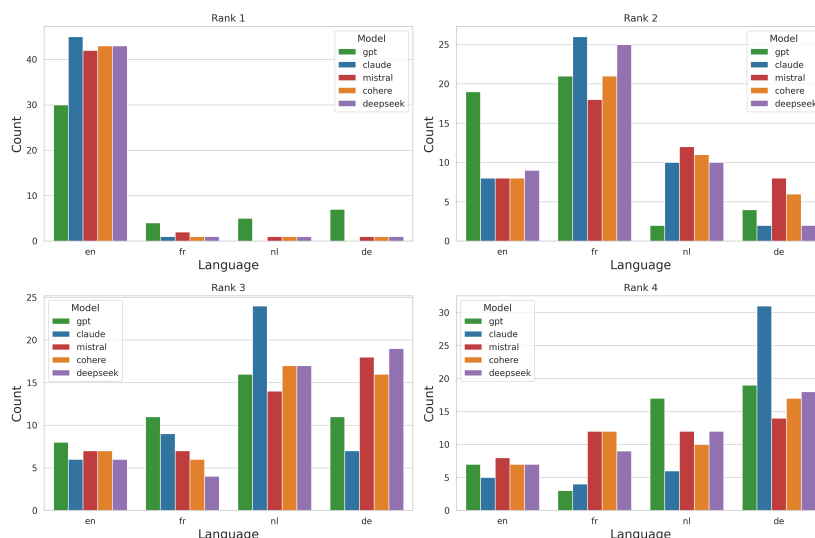 Rank 1
Count
40
30
20
10
0
en fr nl de
Language
Model
gpt
claude
mistral
cohere
deepseek
Rank 2
Count
25
20
15
10
5
0
en fr nl de
Language
Model
gpt
claude
mistral
cohere
deepseek
Rank 3
Count
25
20
15
10
5
0
en fr nl de
Language
Model
gpt
claude
mistral
cohere
deepseek
Rank 4
Count
30
25
20
15
10
5
0
en fr nl de
Language
Model
gpt
claude
mistral
cohere
deepseek